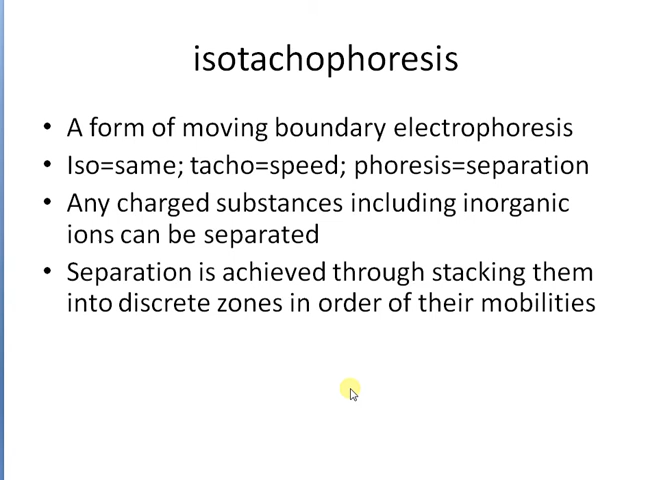 isotachophoresis
• A form of moving boundary electrophoresis
• Iso=same; tacho=speed; phoresis=separation
• Any charged substances including inorganic
ions can be separated
• Separation is achieved through stacking them
into discrete zones in order of their mobilities